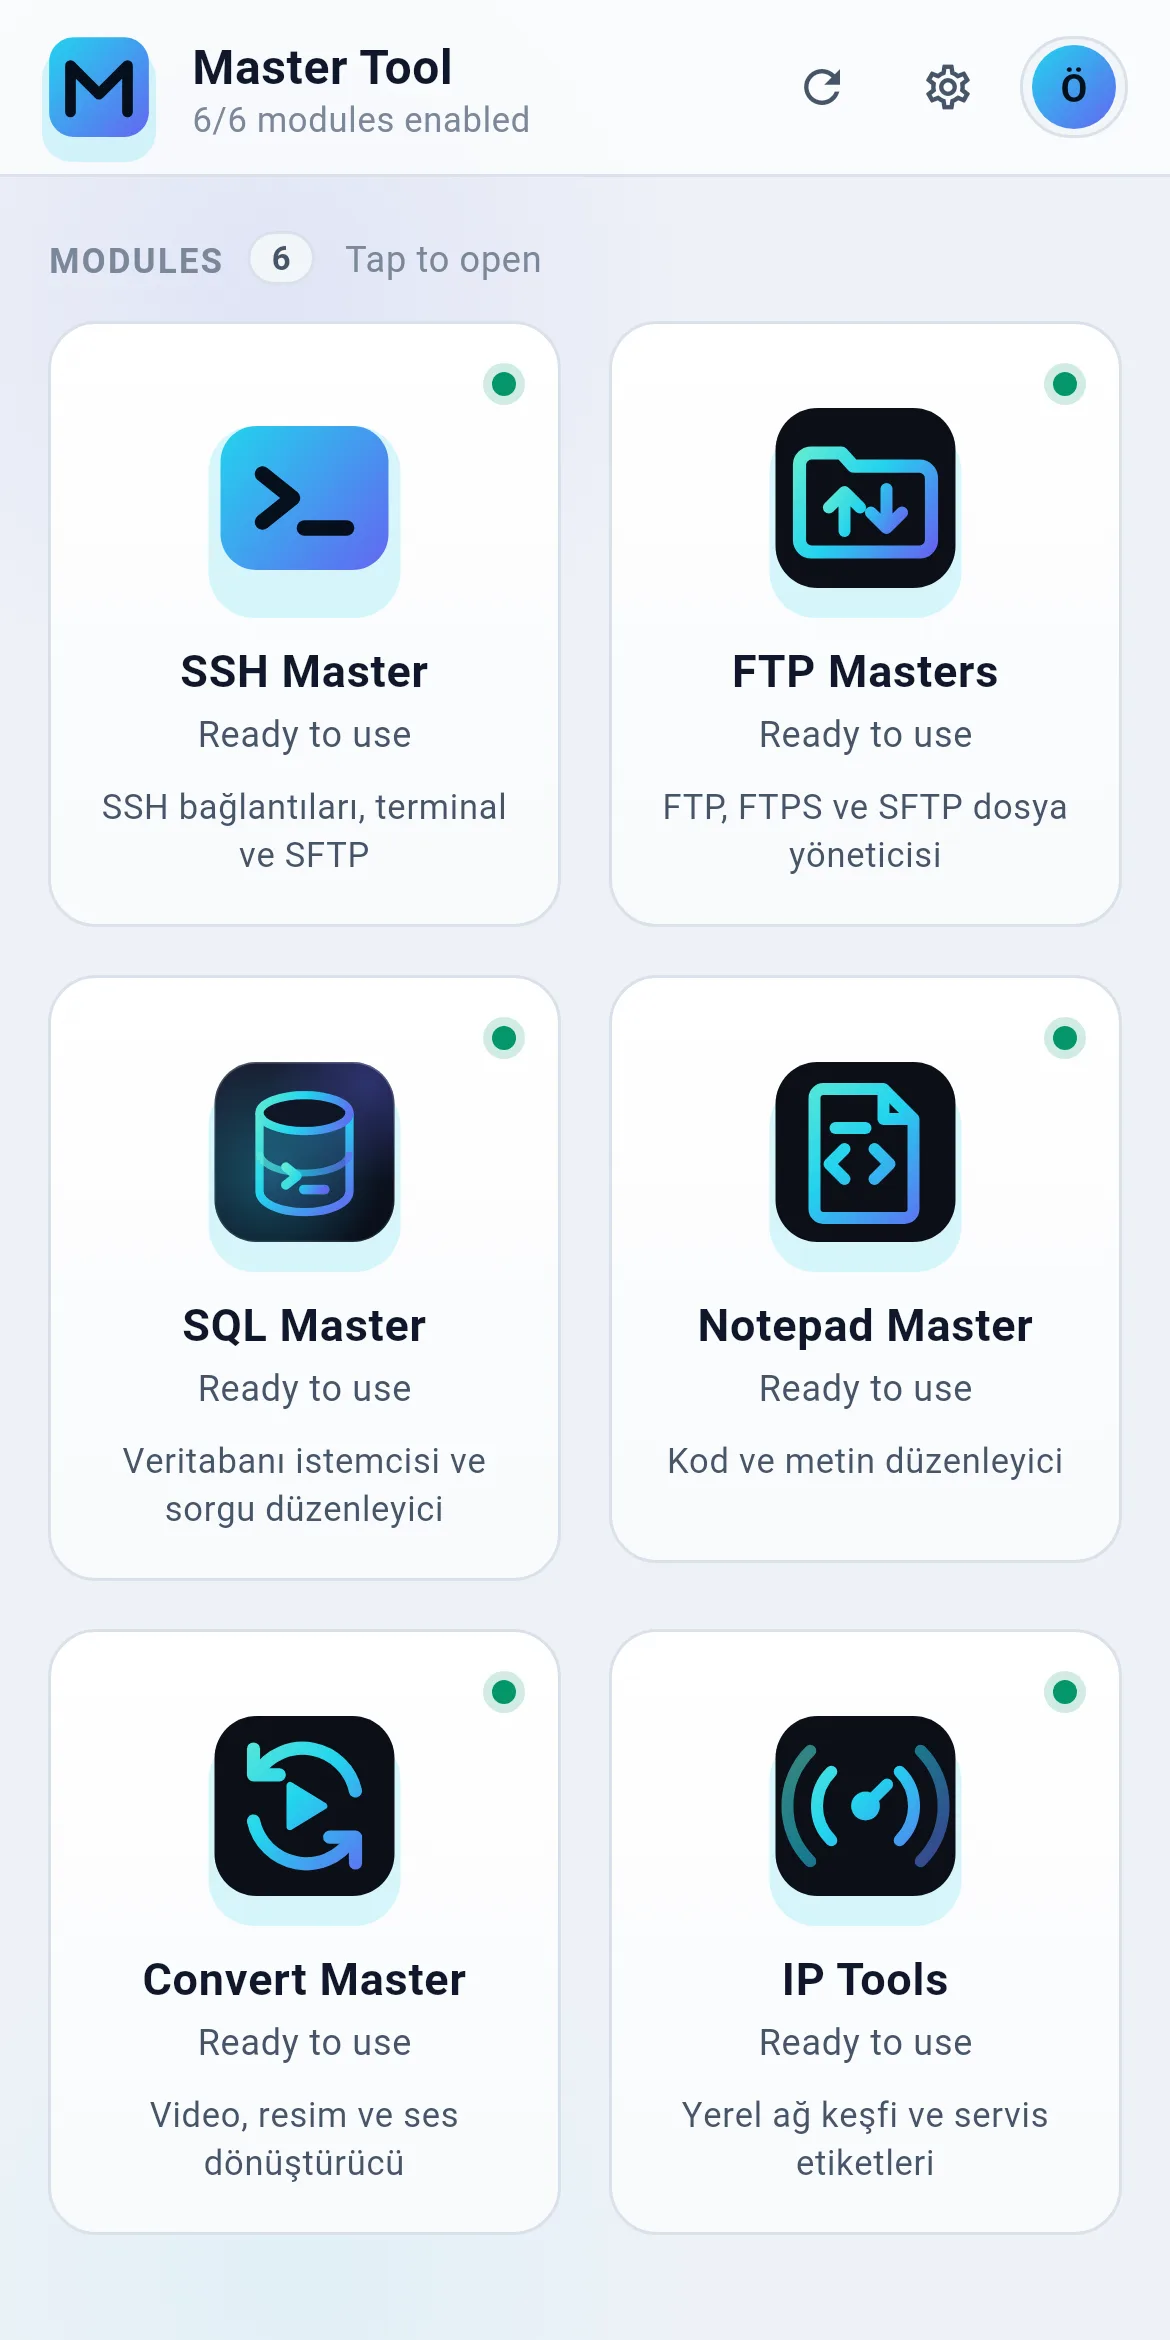 Master Tool
6/6 modules enabled
Ö
MODULES 6 Tap to open
SSH Master
Ready to use
SSH bağlantıları, terminal
ve SFTP
FTP Masters
Ready to use
FTP, FTPS ve SFTP dosya
yöneticisi
SQL Master
Ready to use
Veritabanı istemcisi ve
sorgu düzenleyici
Notepad Master
Ready to use
Kod ve metin düzenleyici
Convert Master
Ready to use
Video, resim ve ses
dönüştürücü
IP Tools
Ready to use
Yerel ağ keşfi ve servis
etiketleri